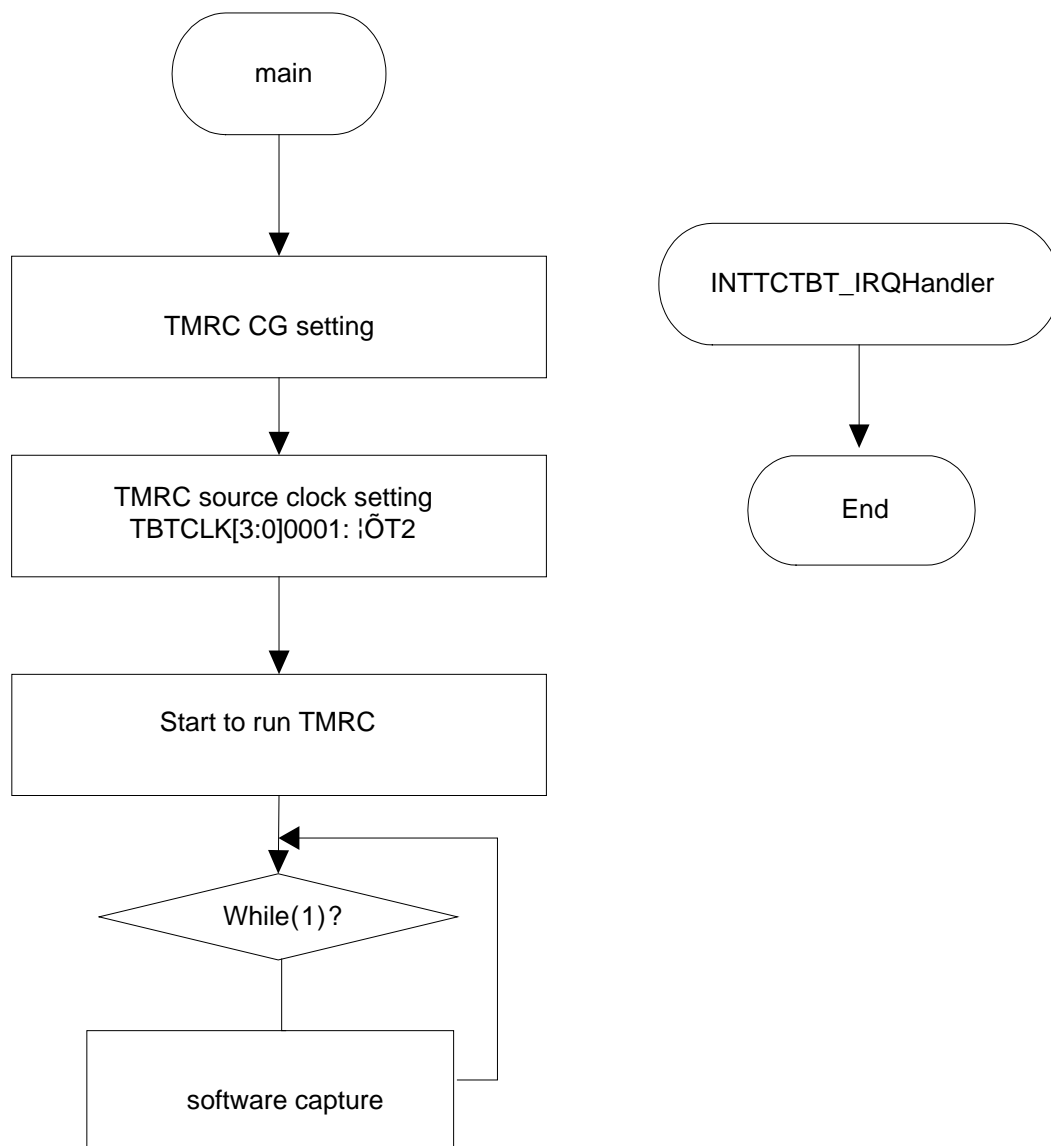 main
TMRC CG setting
TMRC source clock setting
TBTCLK[3:0]0001: ¦ÕT2
Start to run TMRC
While(1)?
software capture
INTTCTBT_IRQHandler
End